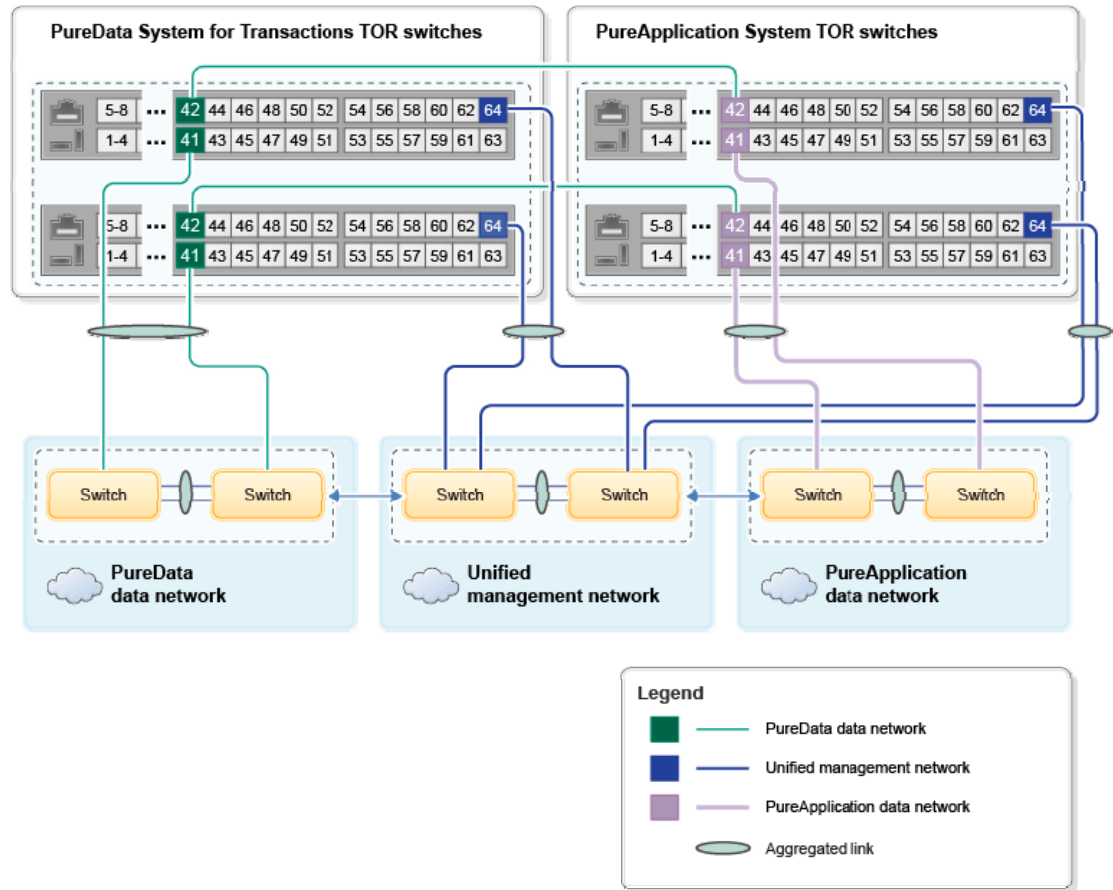 PureData System for Transactions TOR switches
PureApplication System TOR switches
5-8 ... 42 44 46 48 50 52 54 56 58 60 62 64
1-4 ... 41 43 45 47 49 51 53 55 57 59 61 63
5-8 ... 42 44 46 48 50 52 54 56 58 60 62 64
1-4 ... 41 43 45 47 49 51 53 55 57 59 61 63
5-8 ... 42 44 46 48 50 52 54 56 58 60 62 64
1-4 ... 41 43 45 47 49 51 53 55 57 59 61 63
5-8 ... 42 44 46 48 50 52 54 56 58 60 62 64
1-4 ... 41 43 45 47 49 51 53 55 57 59 61 63
Switch
Switch
Switch
Switch
Switch
Switch
PureData
data network
Unified
management network
PureApplication
data network
Legend
PureData data network
Unified management network
PureApplication data network
Aggregated link